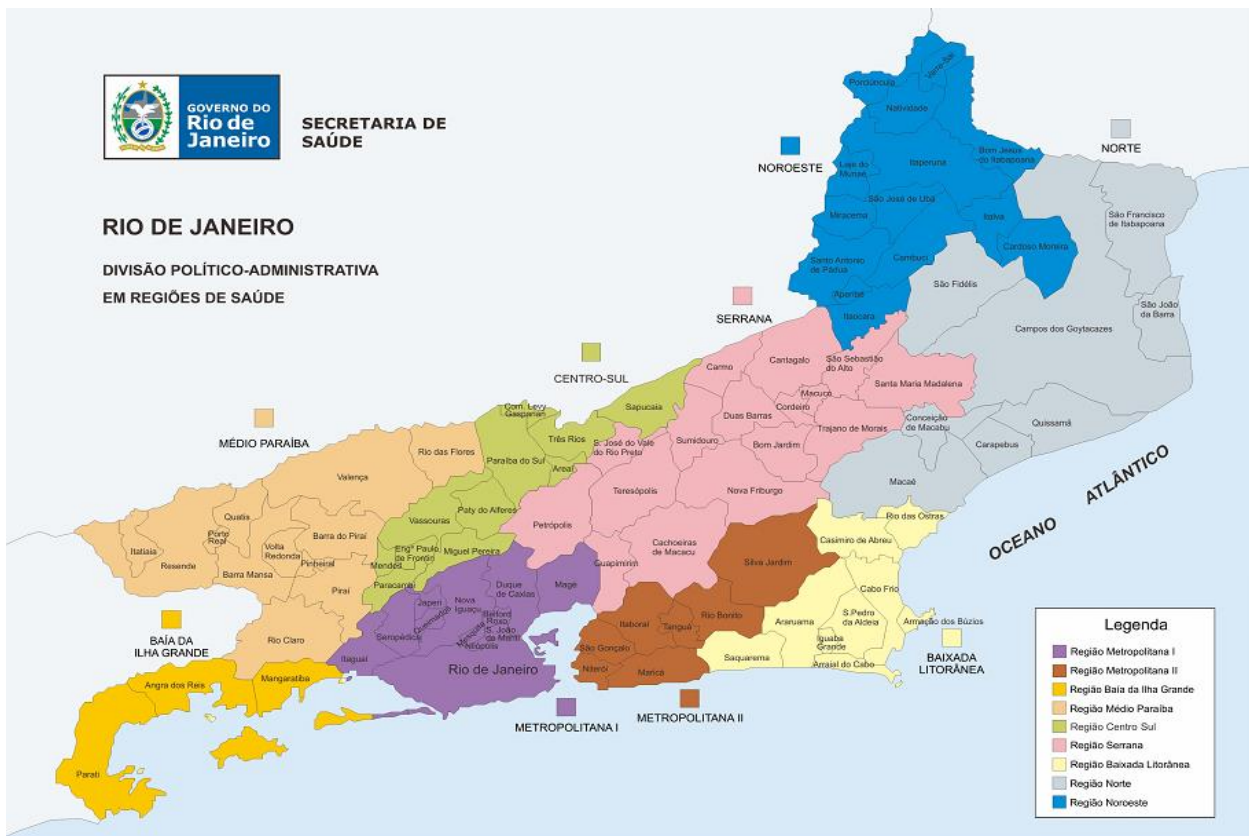 GOVERNO DO
Rio de
Janeiro
SECRETARIA DE
SAÚDE
RIO DE JANEIRO
DIVISÃO POLÍTICO-ADMINISTRATIVA
EM REGIÕES DE SAÚDE
NOROESTE
NORTE
SERRANA
CENTRO-SUL
MÉDIO PARAÍBA
BAÍA DA
ILHA GRANDE
METROPOLITANA I
METROPOLITANA II
BAIXADA
LITORÂNEA
OCEANO ATLÂNTICO
Porciúncula
Varre-Sai
Natividade
Bom Jesus
do Itabapoana
Itaperuna
Laje do
Muriaé
São José de Ubá
Miracema
Italva
Cardoso Moreira
Cambuci
Santo Antonio
de Pádua
Aperibé
Itaocara
São Francisco
de Itabapoana
São Fidélis
São João
da Barra
Campos dos Goytacazes
Conceição
de Macabu
Quissamã
Carapebus
Macaé
Carmo
Cantagalo
São Sebastião
do Alto
Santa Maria Madalena
Macuco
Cordeiro
Duas Barras
Trajano de Morais
Sumidouro
Bom Jardim
S. José do Vale
do Rio Preto
Teresópolis
Nova Friburgo
Petrópolis
Cachoeiras
de Macacu
Guapimirim
Sapucaia
Com. Levy
Gasparian
Três Rios
Paraíba do Sul
Areal
Paty do Alferes
Vassouras
Engº Paulo
de Frontin
Miguel Pereira
Mendes
Paracambi
Rio das Flores
Valença
Quatis
Porto
Real
Itatiaia
Resende
Barra Mansa
Volta
Redonda
Barra do Piraí
Pinheiral
Piraí
Rio Claro
Angra dos Reis
Mangaratiba
Parati
Itaguaí
Seropédica
Japeri
Queimados
Nova
Iguaçu
Duque
de Caxias
Magé
Belford
Roxo
Mesquita
S. João
de Meriti
Nilópolis
Rio de Janeiro
Silva Jardim
Rio Bonito
Tanguá
Itaboraí
São Gonçalo
Niterói
Maricá
Rio das Ostras
Casimiro de Abreu
Cabo Frio
Araruama
S.Pedro
da Aldeia
Armação dos Búzios
Iguaba
Grande
Saquarema
Arraial do Cabo
Legenda
Região Metropolitana I
Região Metropolitana II
Região Baía da Ilha Grande
Região Médio Paraíba
Região Centro Sul
Região Serrana
Região Baixada Litorânea
Região Norte
Região Noroeste